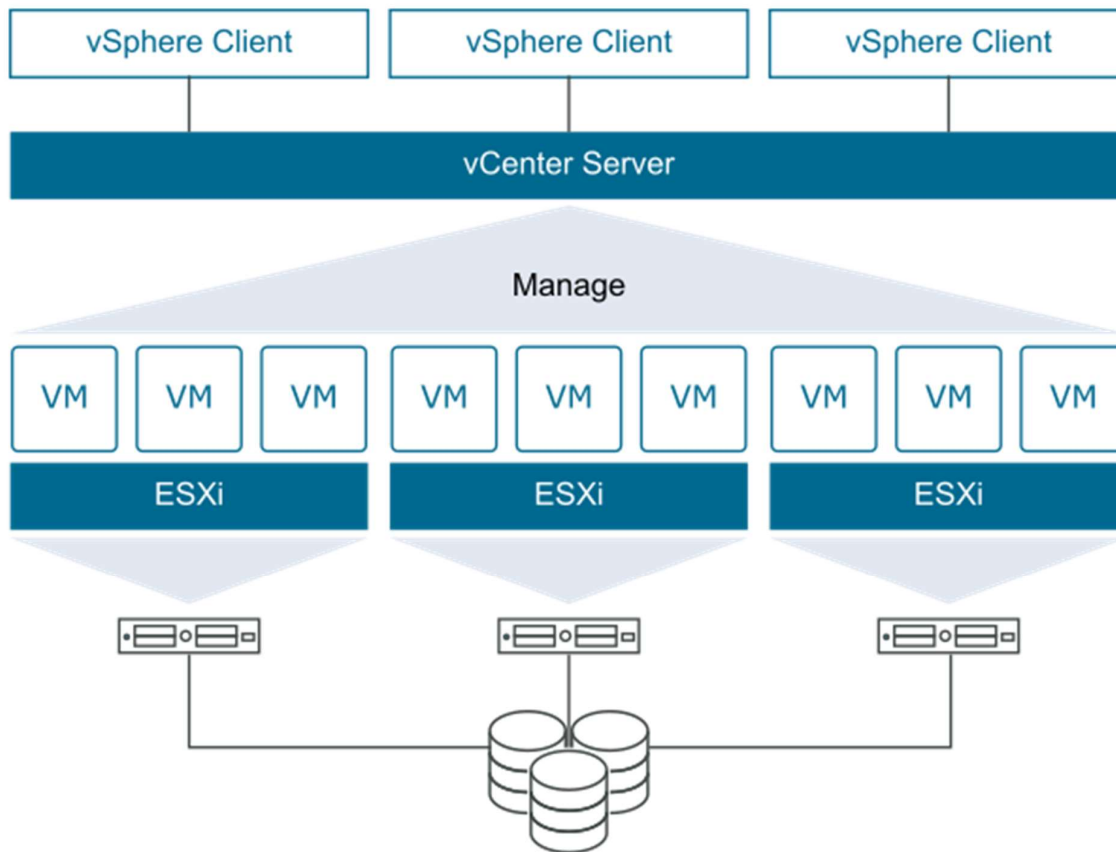 vSphere Client vSphere Client vSphere Client
vCenter Server
Manage
VM VM VM VM VM VM VM VM VM
ESXi ESXi ESXi